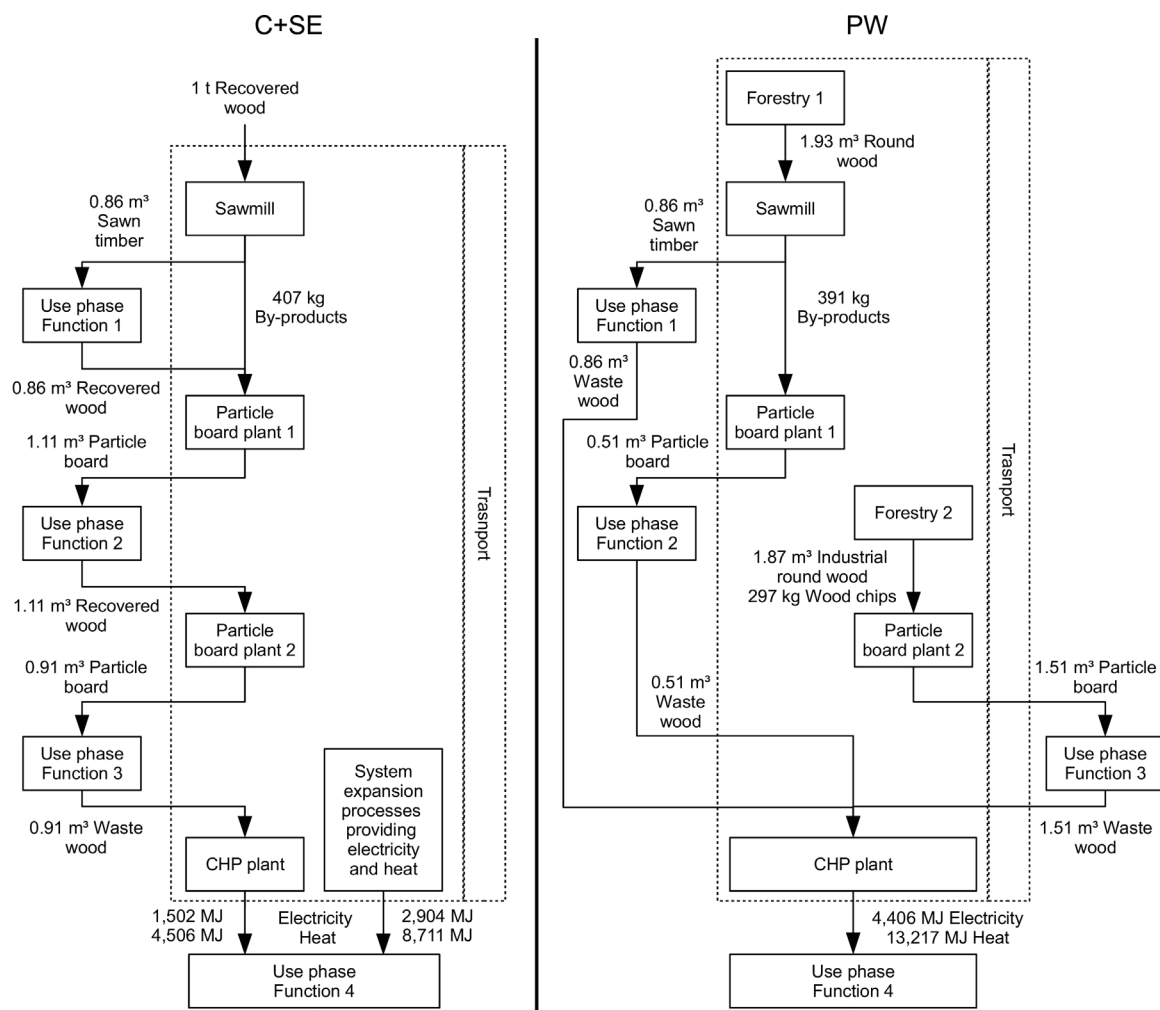 C+SE
1 t Recovered
wood
Sawmill
0.86 m³
Sawn
timber
Use phase
Function 1
407 kg
By-products
0.86 m³ Recovered
wood
Particle
board plant 1
1.11 m³ Particle
board
Use phase
Function 2
1.11 m³ Recovered
wood
Particle
board plant 2
0.91 m³ Particle
board
Use phase
Function 3
0.91 m³ Waste
wood
CHP plant
System
expansion
processes
providing
electricity
and heat
Trasnport
1,502 MJ
4,506 MJ
Electricity
Heat
2,904 MJ
8,711 MJ
Use phase
Function 4
PW
Forestry 1
1.93 m³ Round
wood
Sawmill
0.86 m³
Sawn
timber
Use phase
Function 1
391 kg
By-products
0.86 m³
Waste
wood
Particle
board plant 1
0.51 m³ Particle
board
Use phase
Function 2
Forestry 2
1.87 m³ Industrial
round wood
297 kg Wood chips
Particle
board plant 2
0.51 m³
Waste
wood
1.51 m³ Particle
board
Use phase
Function 3
1.51 m³ Waste
wood
CHP plant
Trasnport
4,406 MJ Electricity
13,217 MJ Heat
Use phase
Function 4